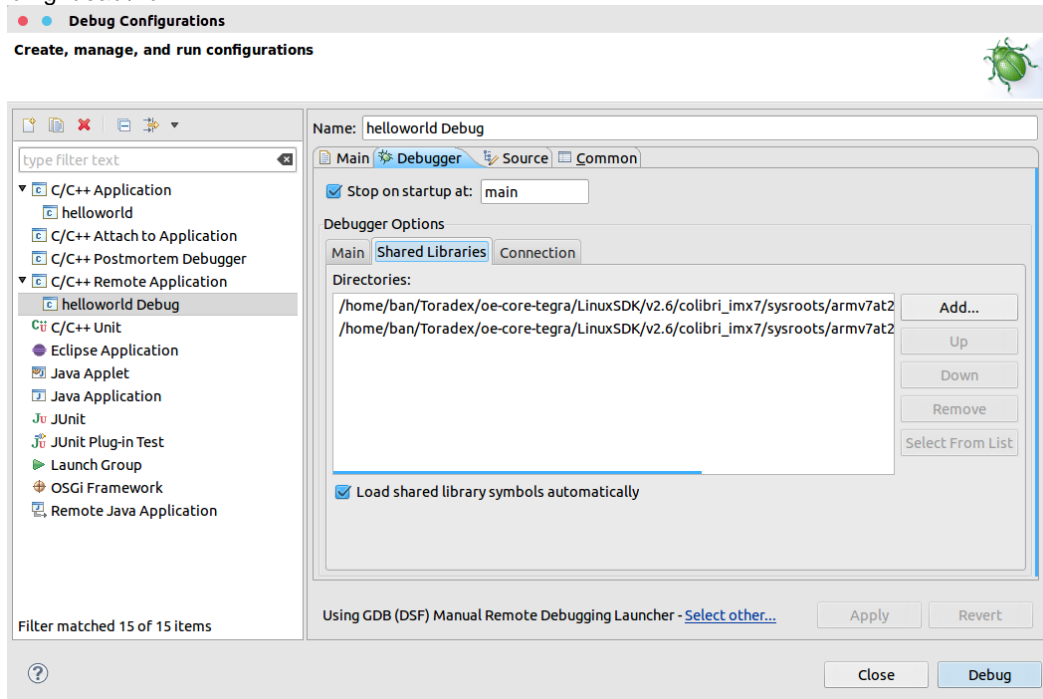 Debug Configurations
Create, manage, and run configurations
Name: helloworld Debug
type filter text
Main Debugger Source Common
C/C++ Application
helloworld
C/C++ Attach to Application
C/C++ Postmortem Debugger
C/C++ Remote Application
helloworld Debug
C/C++ Unit
Eclipse Application
Java Applet
Java Application
JUnit
JUnit Plug-in Test
Launch Group
OSGi Framework
Remote Java Application
Filter matched 15 of 15 items
Stop on startup at: main
Debugger Options
Main Shared Libraries Connection
Directories:
/home/ban/Toradex/oe-core-tegra/LinuxSDK/v2.6/colibri_imx7/sysroots/armv7at2
/home/ban/Toradex/oe-core-tegra/LinuxSDK/v2.6/colibri_imx7/sysroots/armv7at2
Add...
Up
Down
Remove
Select From List
Load shared library symbols automatically
Using GDB (DSF) Manual Remote Debugging Launcher - Select other...
Apply Revert
Close Debug